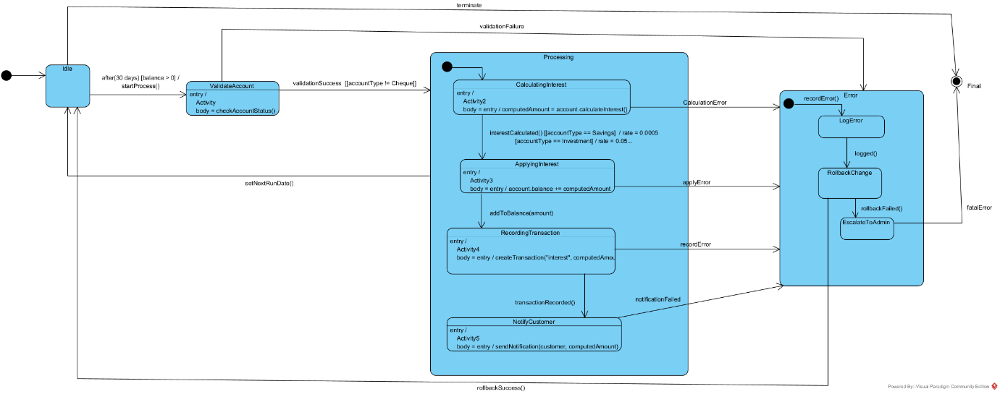 terminate
validationFailure
Idle
after(30 days) [balance > 0] /
startProcess()
ValidateAccount
entry /
Activity
body = checkAccountStatus()
validationSuccess [[accountType != Cheque]]
Processing
CalculatingInterest
entry /
Activity2
body = entry / computedAmount = account.calculateInterest()
CalculationError
interestCalculated() [[accountType == Savings] / rate = 0.0005
[accountType == Investment] / rate = 0.05...
ApplyingInterest
entry /
Activity3
body = entry / account.balance += computedAmount
applyError
addToBalance(amount)
RecordingTransaction
entry /
Activity4
body = entry / createTransaction("interest", computedAmou
recordError
transactionRecorded()
NotifyCustomer
entry /
Activity5
body = entry / sendNotification(customer, computedAmount)
notificationFailed
setNextRunDate()
Error
recordError()
LogError
logged()
RollbackChange
rollbackFailed()
EscalateToAdmin
Final
fatalError
rollbackSuccess()
Powered By: Visual Paradigm Community Edition